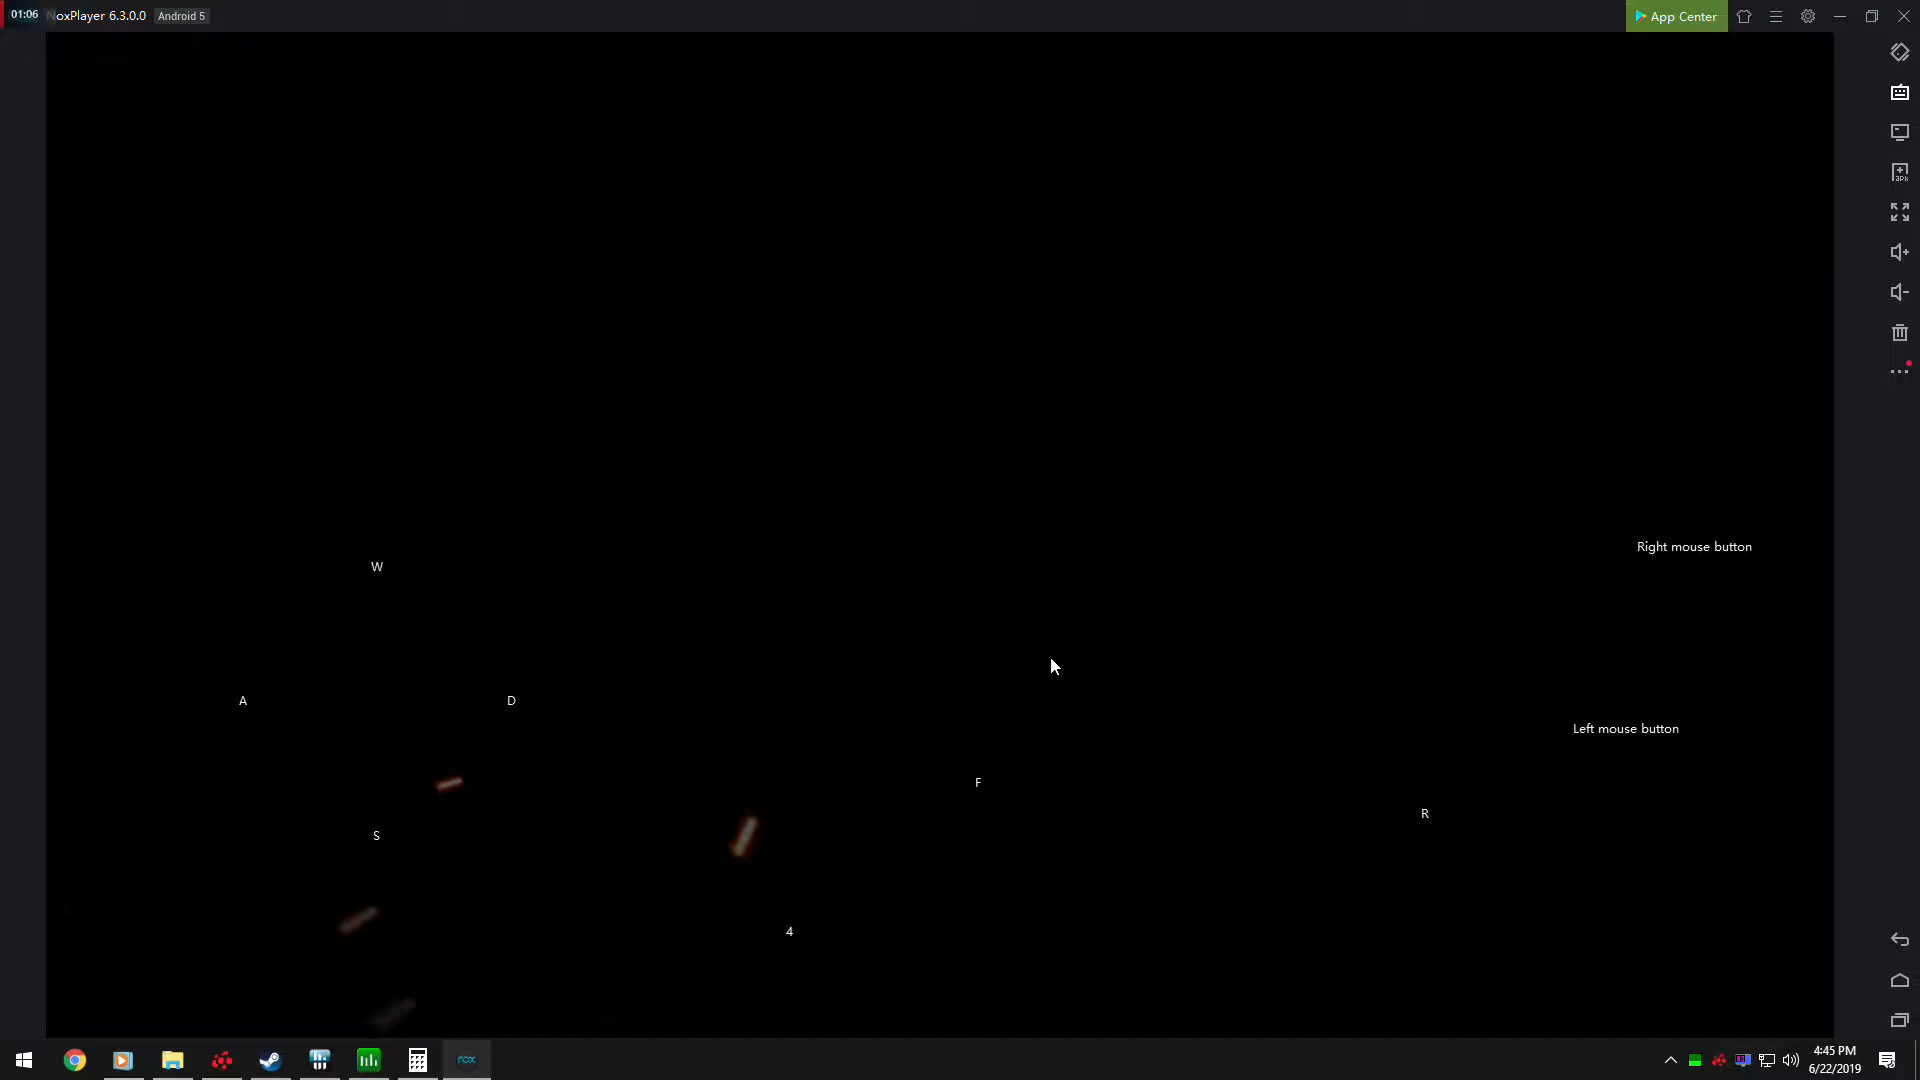 01:06 NoxPlayer 6.3.0.0 Android 5 App Center
Right mouse button
W
A D
Left mouse button
F
R
S
4
nox
4:45 PM
6/22/2019